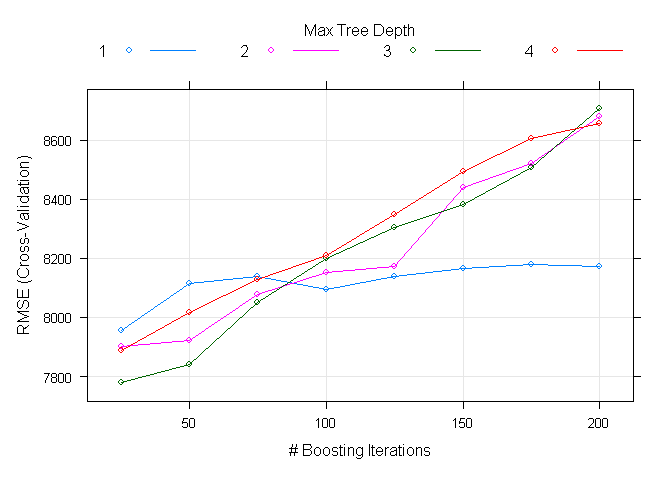 Max Tree Depth
1 2 3 4
8600
8400
8200
8000
7800
RMSE (Cross-Validation)
50 100 150 200
# Boosting Iterations